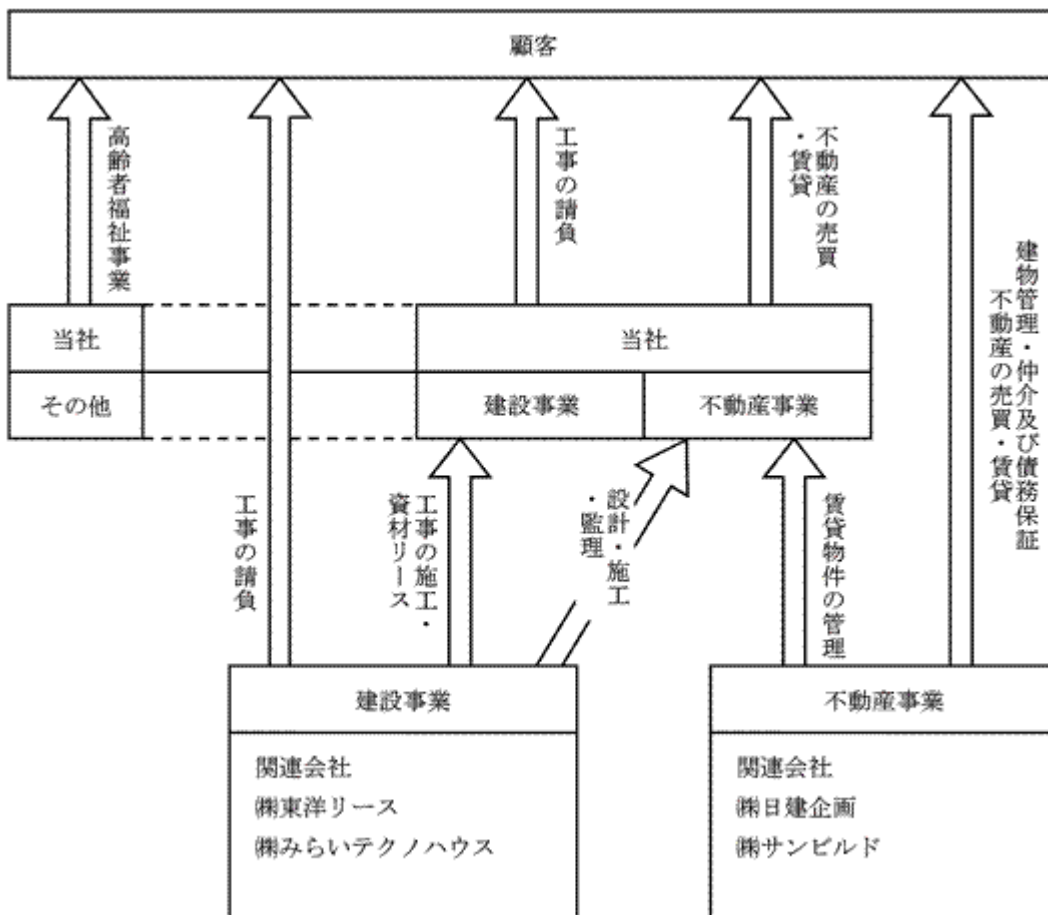 顧客
高齢者福祉事業
工事の請負
不動産の売買
・賃貸
建物管理・仲介及び債務保証
不動産の売買・賃貸
当社
当社
その他
建設事業
不動産事業
工事の請負
工事の施工・
資材リース
設計・施工
・監理
賃貸物件の管理
建設事業
不動産事業
関連会社
㈱東洋リース
㈱みらいテクノハウス
関連会社
㈱日建企画
㈱サンビルド